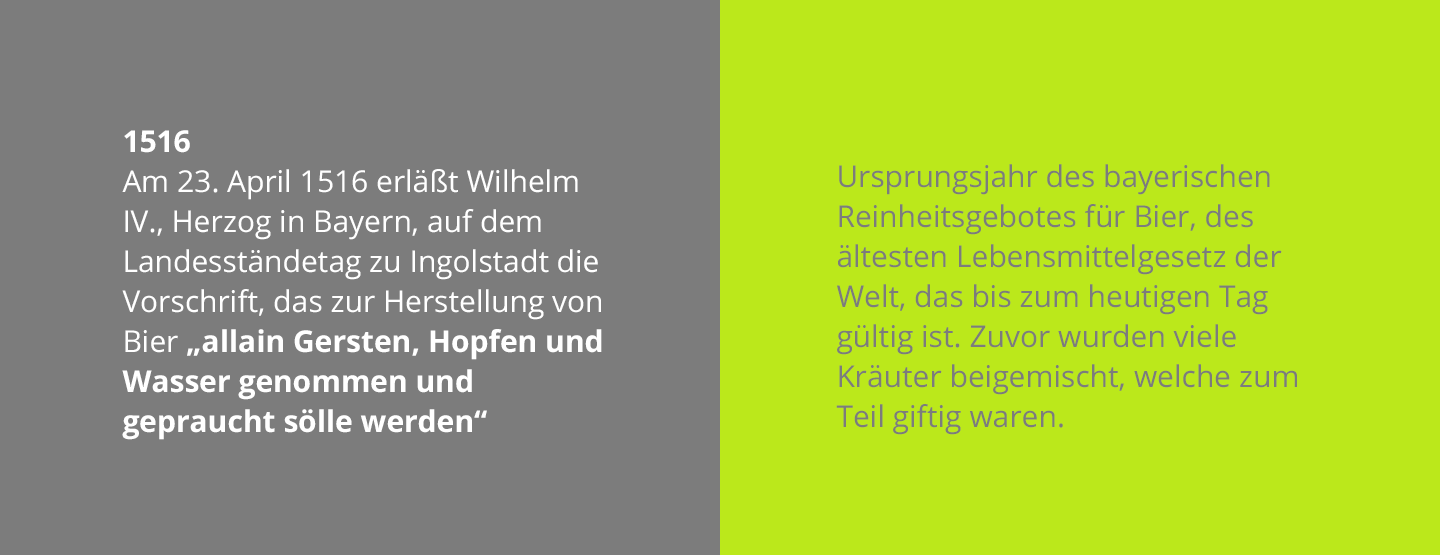 1516
Am 23. April 1516 erläßt Wilhelm
IV., Herzog in Bayern, auf dem
Landesständetag zu Ingolstadt die
Vorschrift, das zur Herstellung von
Bier „allain Gersten, Hopfen und
Wasser genommen und
gepraucht sölle werden“
Ursprungsjahr des bayerischen
Reinheitsgebotes für Bier, des
ältesten Lebensmittelgesetz der
Welt, das bis zum heutigen Tag
gültig ist. Zuvor wurden viele
Kräuter beigemischt, welche zum
Teil giftig waren.